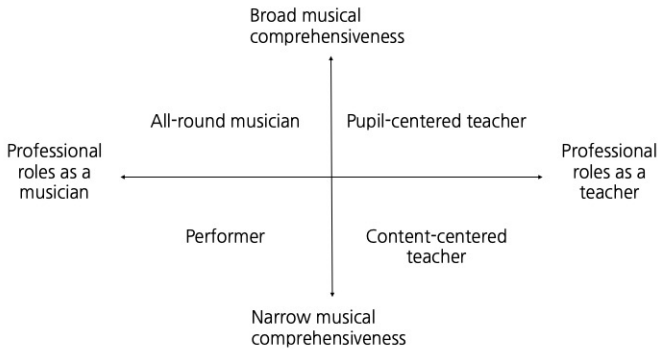 Broad musical
comprehensiveness
All-round musician
Pupil-centered teacher
Professional
roles as a
musician
Professional
roles as a
teacher
Performer
Content-centered
teacher
Narrow musical
comprehensiveness